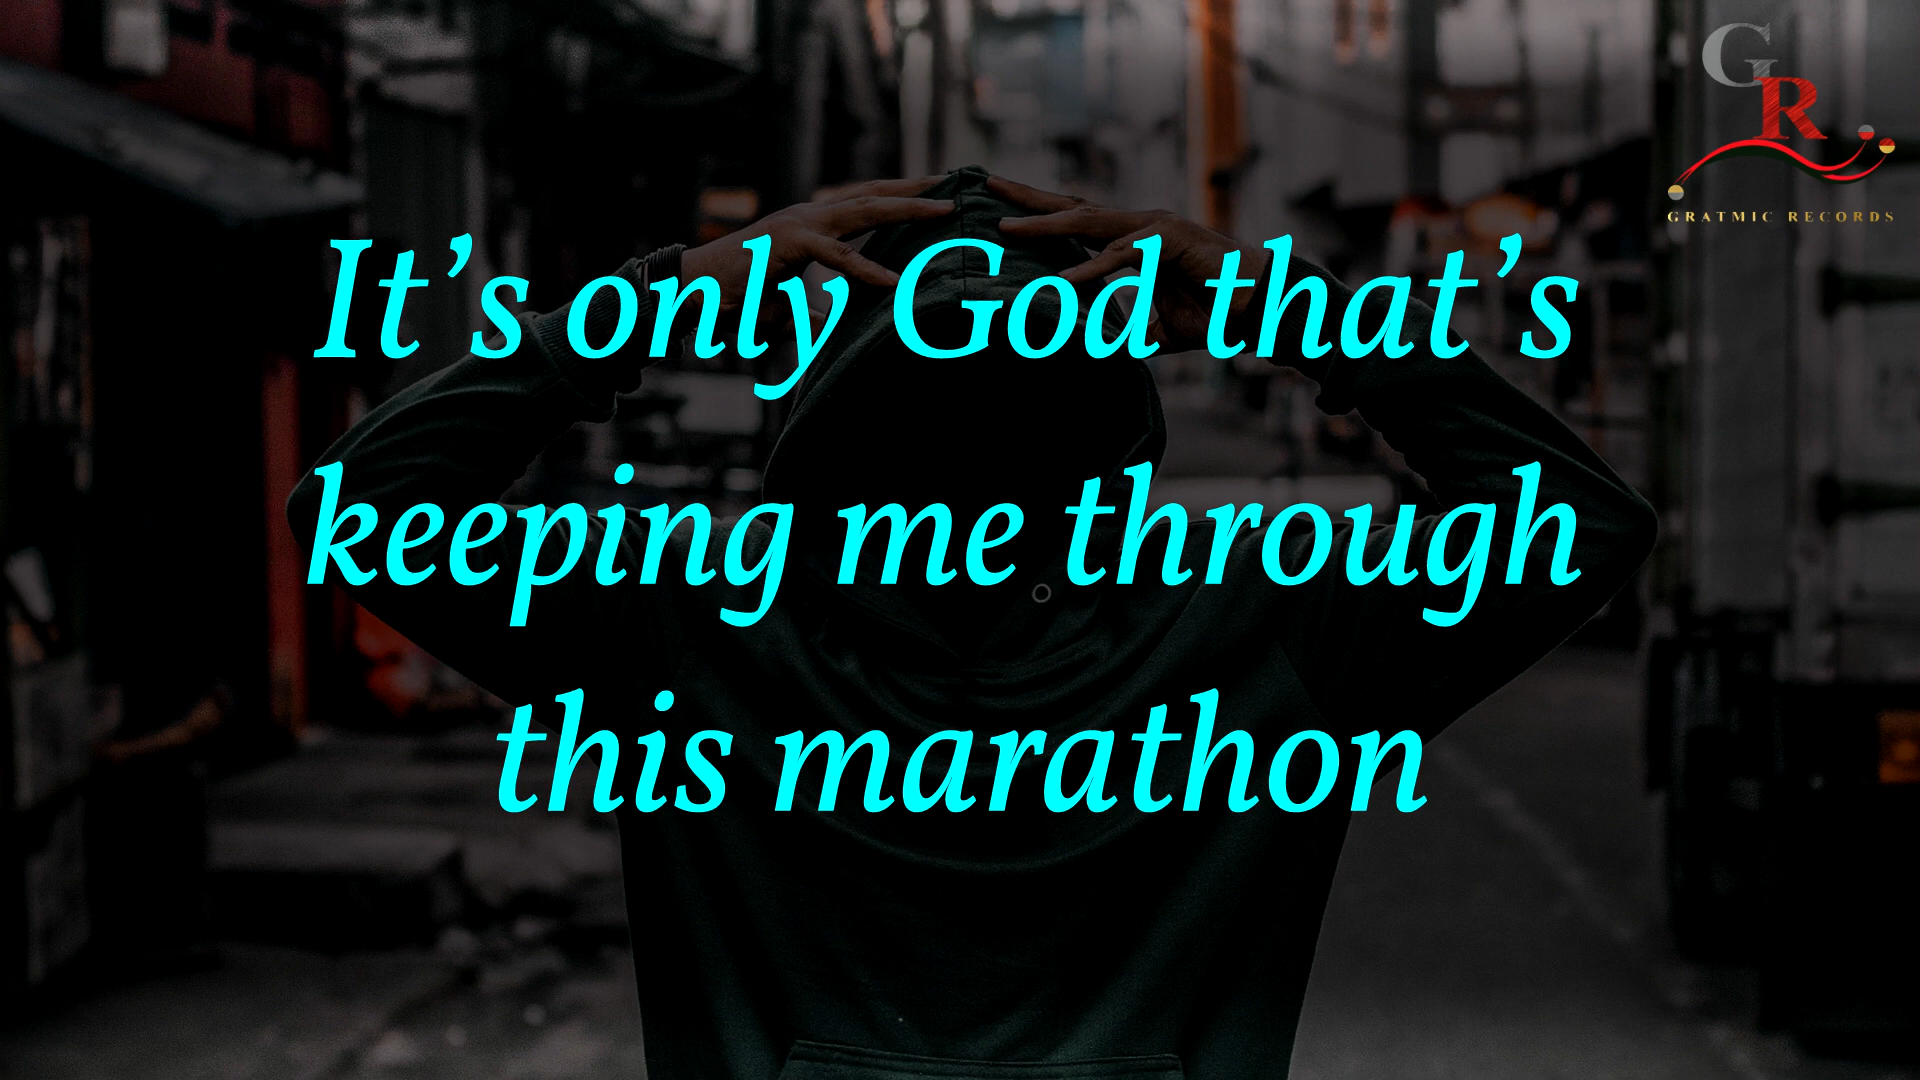 GR
GRATMIC RECORDS
It’s only God that’s
keeping me through
this marathon